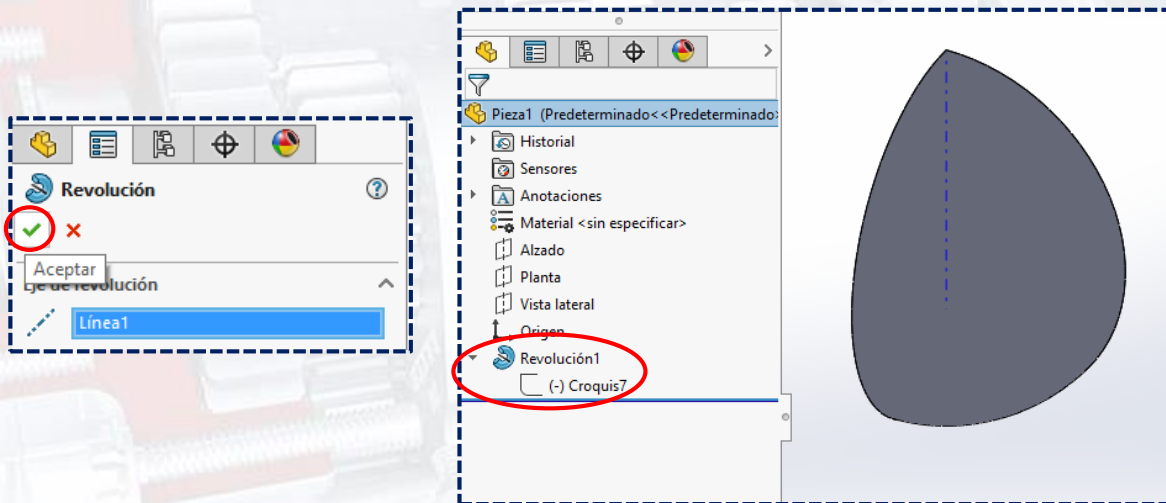 Revolución
Aceptar
Eje de revolución
Línea1
Pieza1 (Predeterminado<<Predeterminado>
Historial
Sensores
Anotaciones
Material <sin especificar>
Alzado
Planta
Vista lateral
Origen
Revolución1
(-) Croquis7